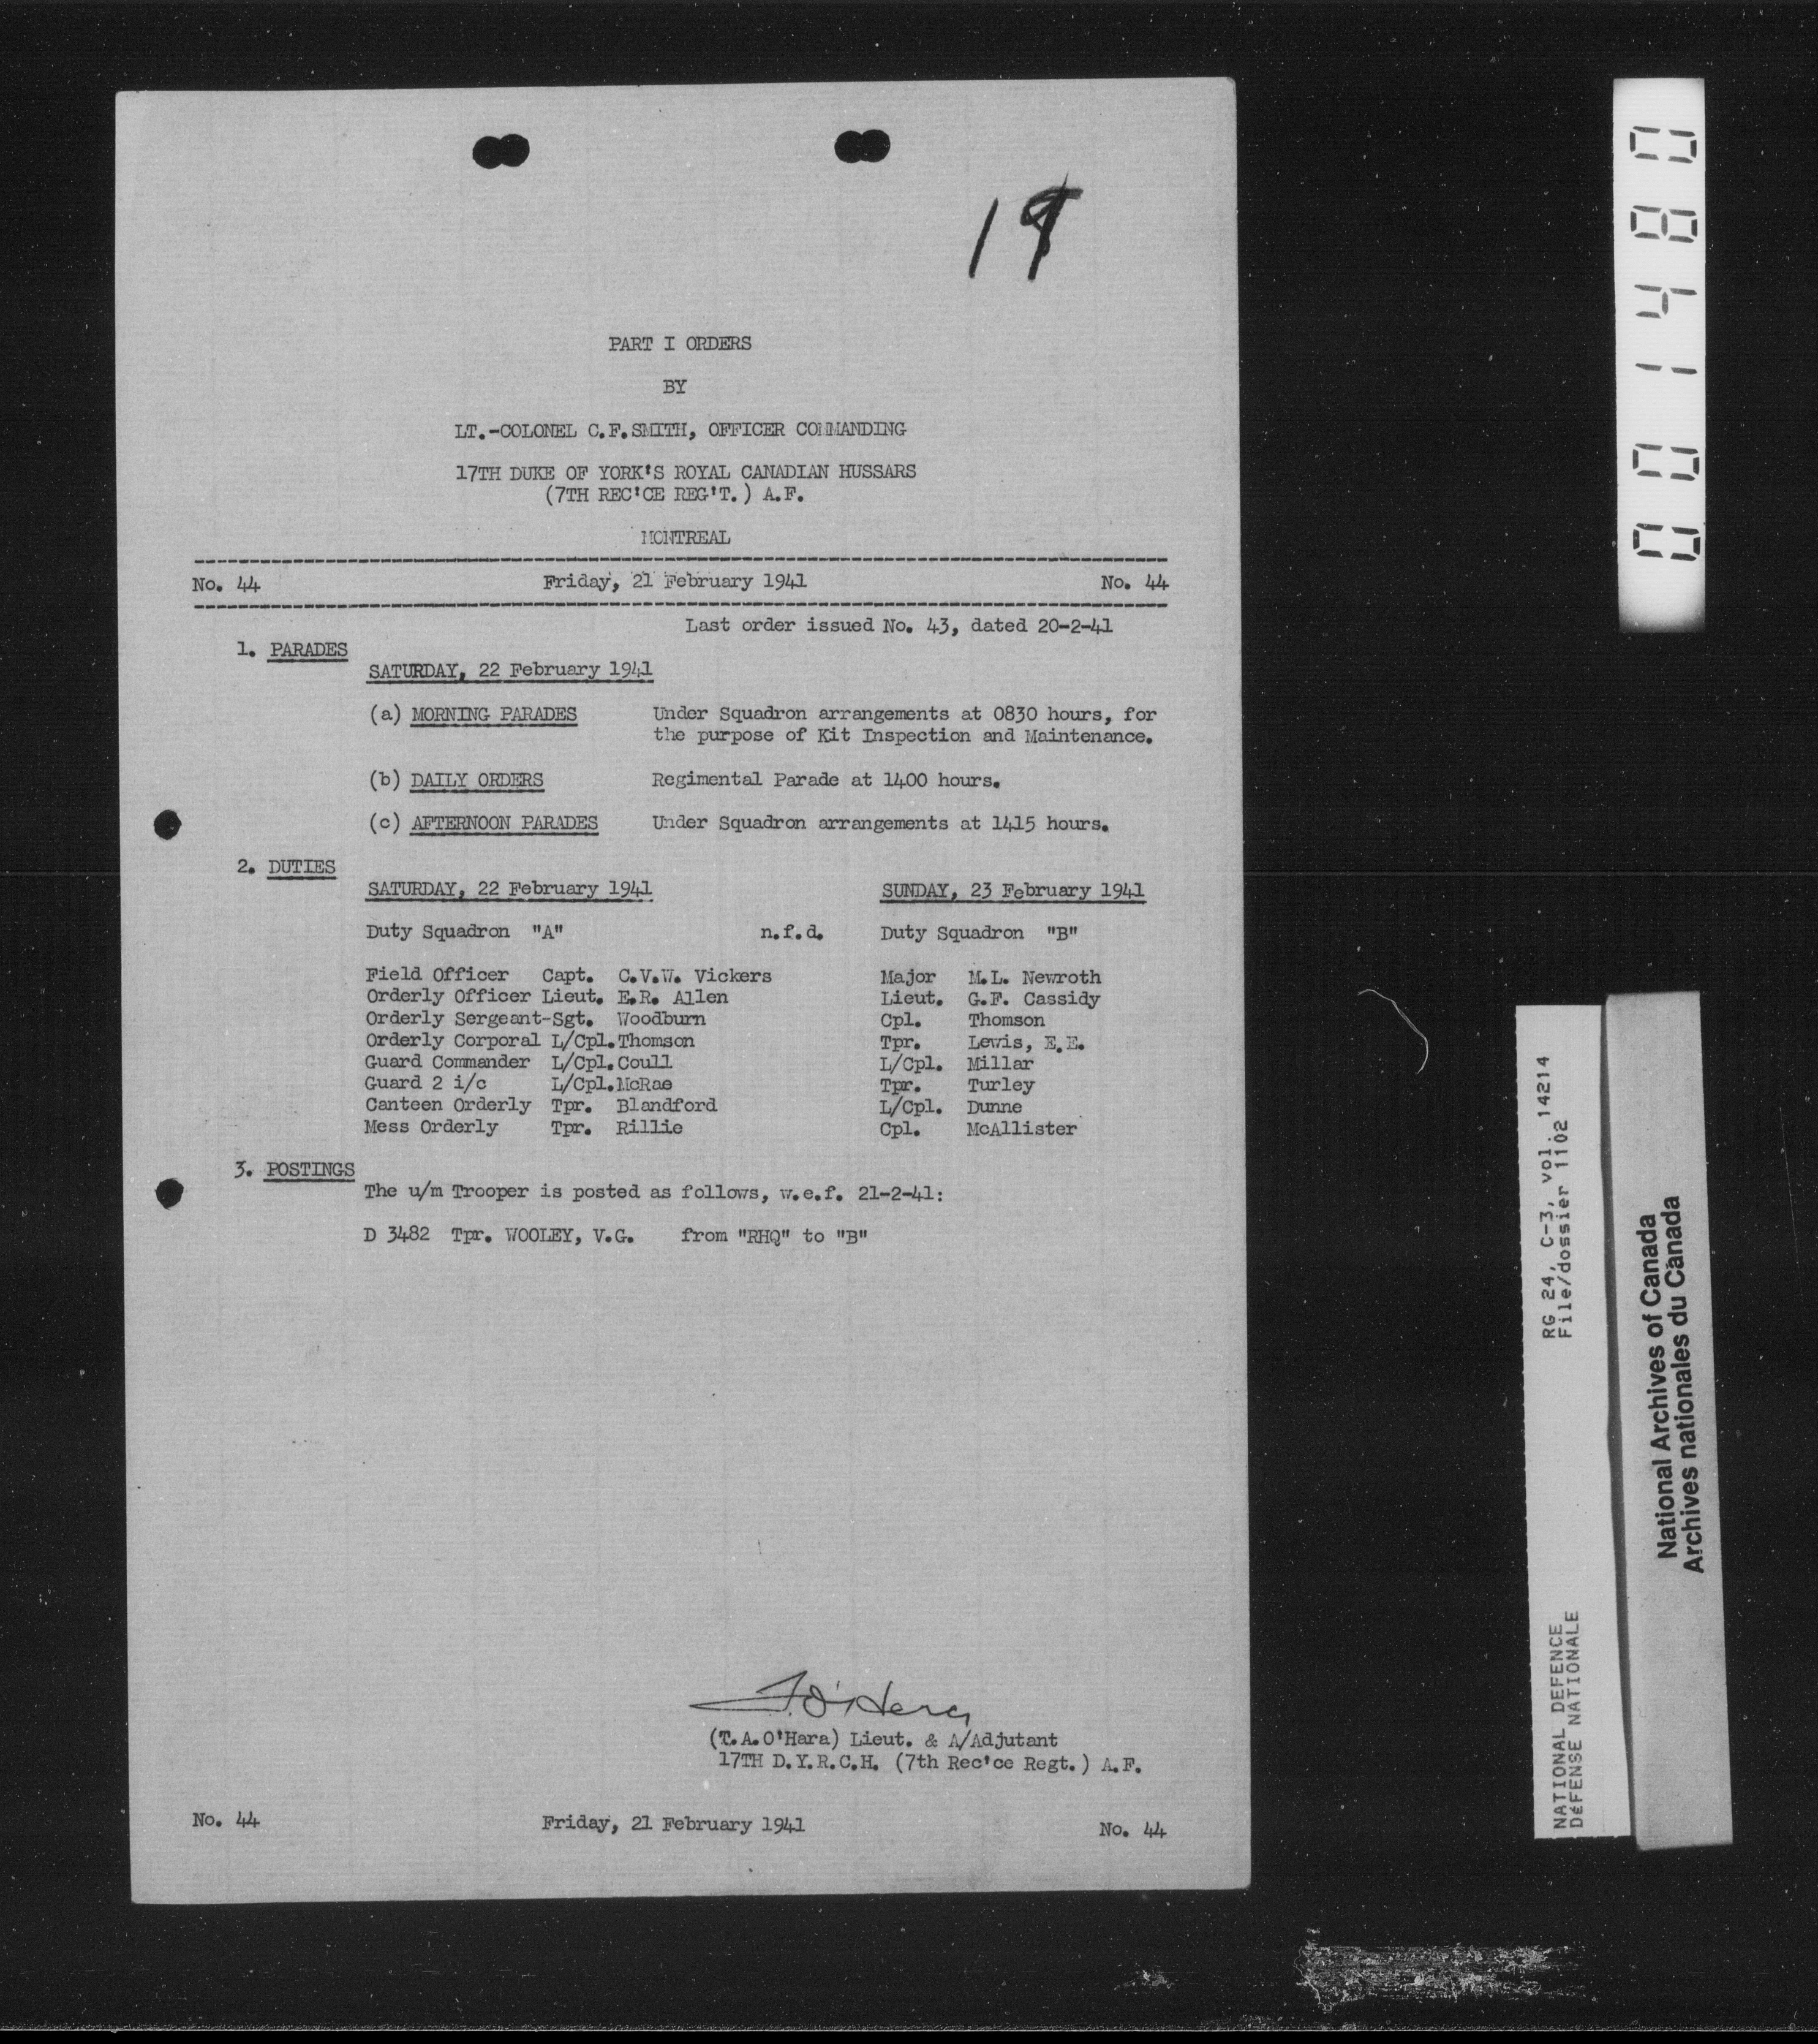 PART I ORDERS
BY
LT.-COLONEL C.F.SMITH, OFFICER COMMANDING
17TH DUKE OF YORK'S ROYAL CANADIAN HUSSARS
(7TH REC'CE REG'T.) A.F.
MONTREAL
No. 44 Friday, 21 February 1941 No. 44
Last order issued No. 43, dated 20-2-41
1. PARADES
SATURDAY, 22 February 1941
(a) MORNING PARADES Under Squadron arrangements at 0830 hours, for
the purpose of Kit Inspection and Maintenance.
(b) DAILY ORDERS Regimental Parade at 1400 hours.
(c) AFTERNOON PARADES Under Squadron arrangements at 1415 hours.
2. DUTIES
SATURDAY, 22 February 1941 SUNDAY, 23 February 1941
Duty Squadron "A" n.f.d. Duty Squadron "B"
Field Officer Capt. C.V.W. Vickers Major M.L. Newroth
Orderly Officer Lieut. E.R. Allen Lieut. G.F. Cassidy
Orderly Sergeant-Sgt. Woodburn Cpl. Thomson
Orderly Corporal L/Cpl.Thomson Tpr. Lewis, E.E.
Guard Commander L/Cpl.Coull L/Cpl. Millar
Guard 2 i/c L/Cpl.McRae Tpr. Turley
Canteen Orderly Tpr. Blandford L/Cpl. Dunne
Mess Orderly Tpr. Rillie Cpl. McAllister
3. POSTINGS
The u/m Trooper is posted as follows, w.e.f. 21-2-41:
D 3482 Tpr. WOOLEY, V.G. from "RHQ" to "B"
T.O'Hara
(T.A.O'Hara) Lieut. & A/Adjutant
17TH D.Y.R.C.H. (7th Rec'ce Regt.) A.F.
No. 44 Friday, 21 February 1941 No. 44
001480
RG 24, C-3, vol. 14214
File/dossier 1102
NATIONAL DEFENCE
DÉFENSE NATIONALE
National Archives of Canada
Archives nationales du Canada